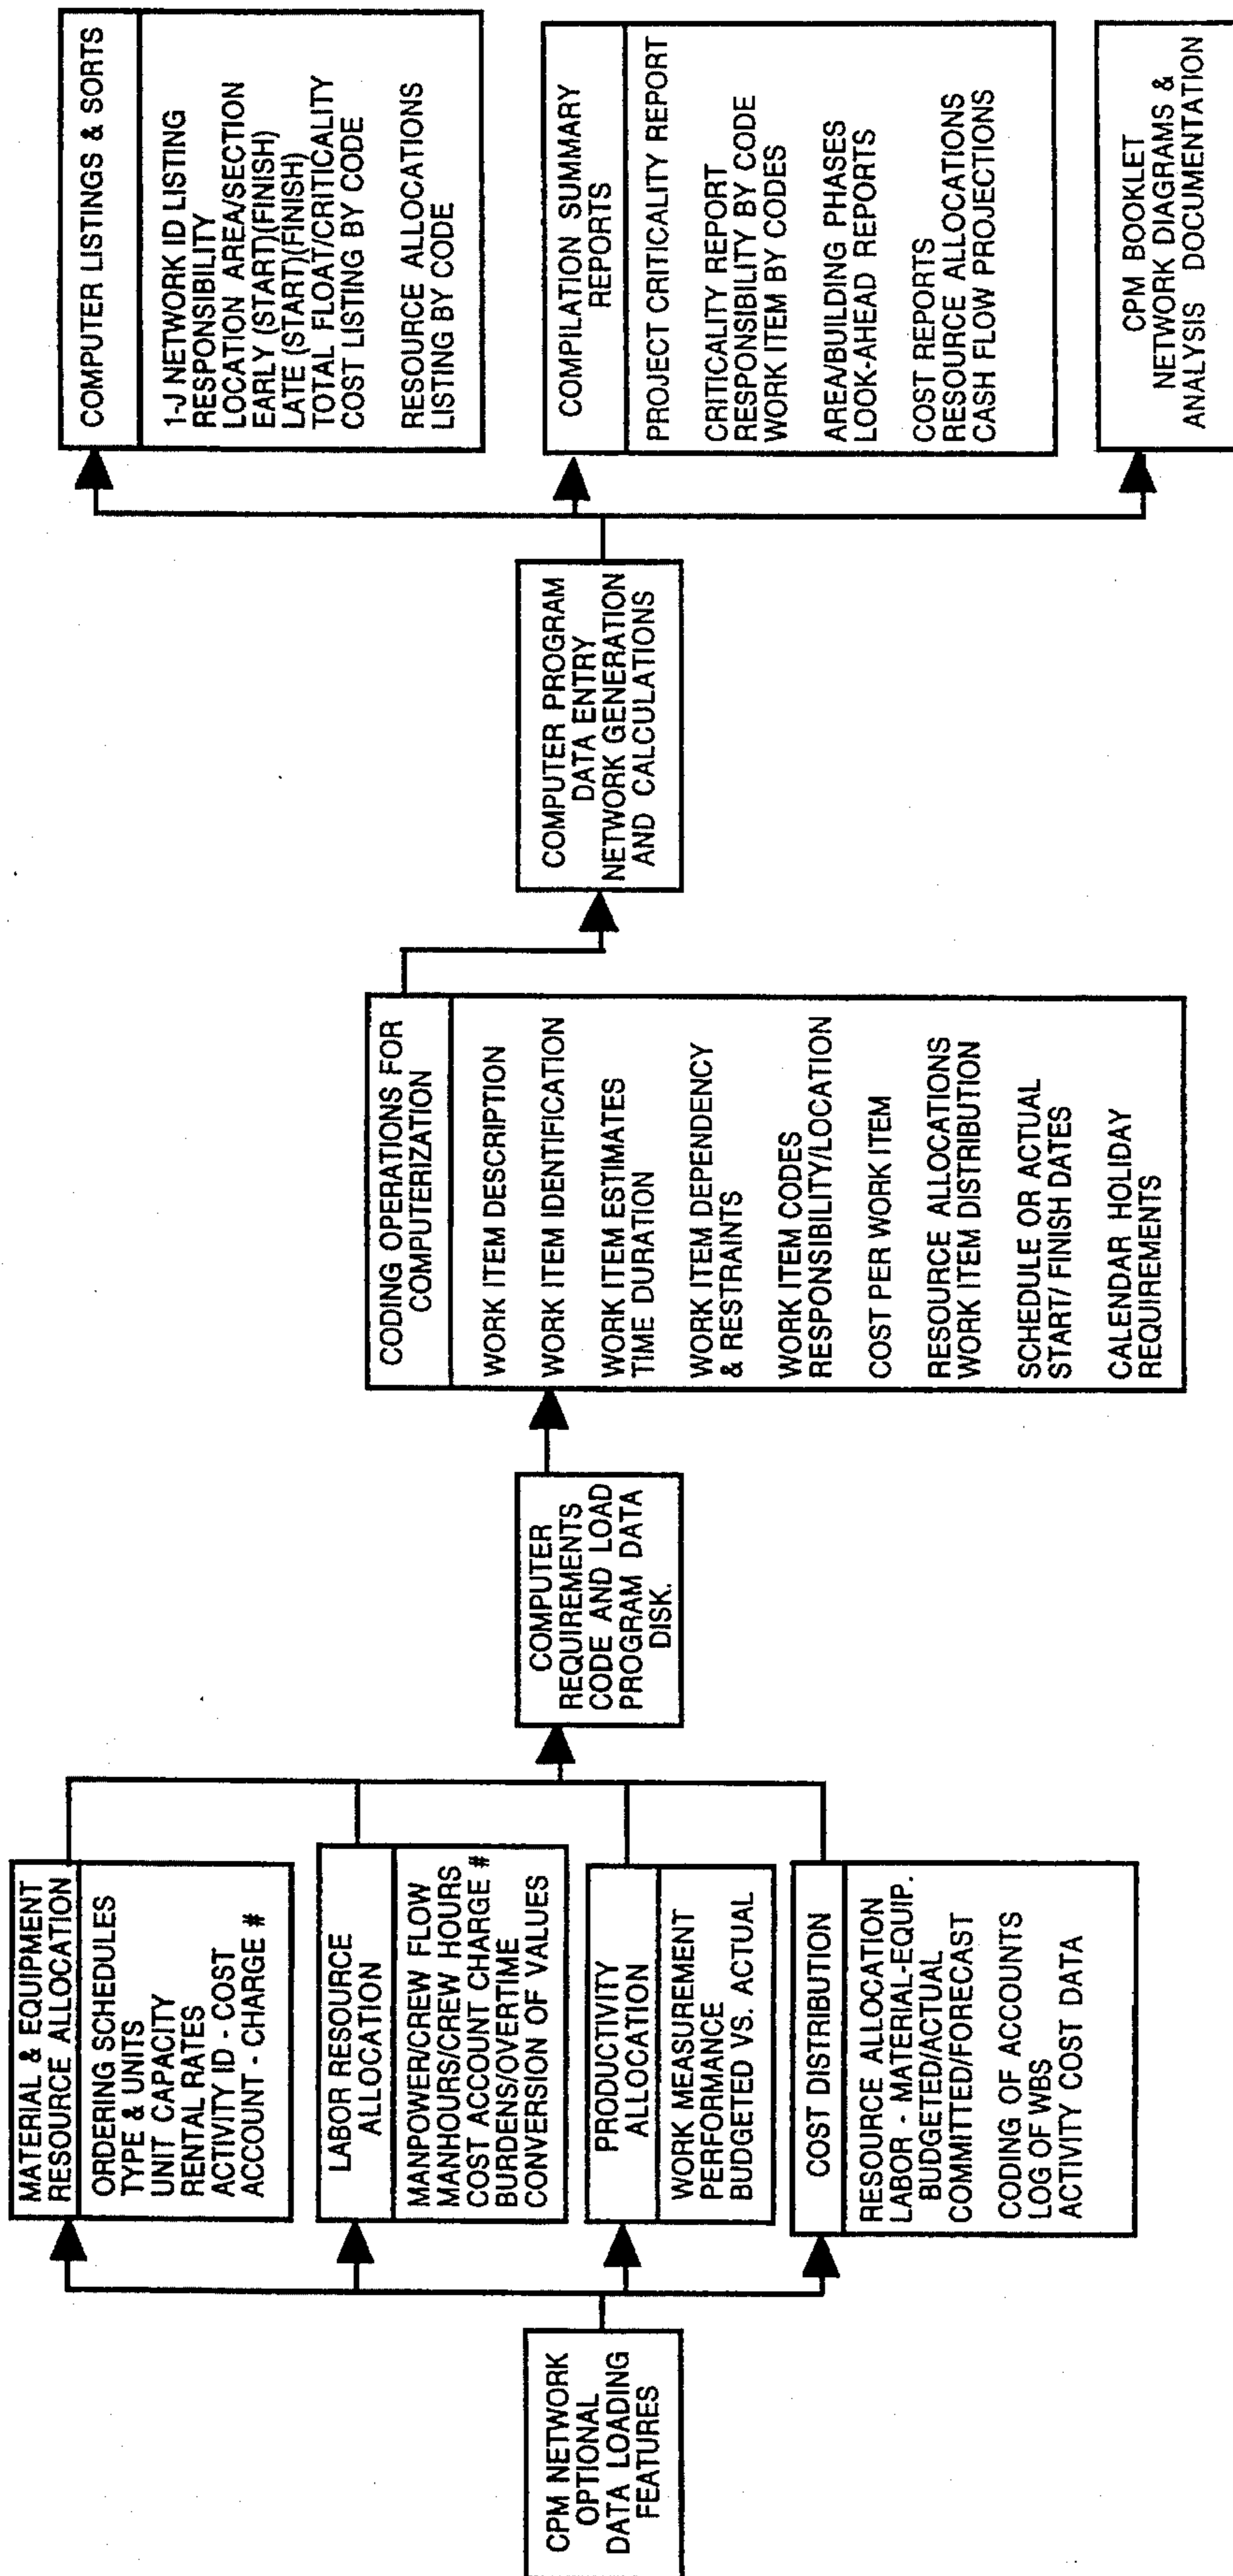 CPM NETWORK
OPTIONAL
DATA LOADING
FEATURES
MATERIAL & EQUIPMENT
RESOURCE ALLOCATION
ORDERING SCHEDULES
TYPE & UNITS
UNIT CAPACITY
RENTAL RATES
ACTIVITY ID - COST
ACCOUNT - CHARGE #
LABOR RESOURCE
ALLOCATION
MANPOWER/CREW FLOW
MANHOURS/CREW HOURS
COST ACCOUNT CHARGE #
BURDENS/OVERTIME
CONVERSION OF VALUES
PRODUCTIVITY
ALLOCATION
WORK MEASUREMENT
PERFORMANCE
BUDGETED VS. ACTUAL
COST DISTRIBUTION
RESOURCE ALLOCATION
LABOR - MATERIAL-EQUIP.
BUDGETED/ACTUAL
COMMITTED/FORECAST
CODING OF ACCOUNTS
LOG OF WBS
ACTIVITY COST DATA
COMPUTER
REQUIREMENTS
CODE AND LOAD
PROGRAM DATA
DISK.
CODING OPERATIONS FOR
COMPUTERIZATION
WORK ITEM DESCRIPTION
WORK ITEM IDENTIFICATION
WORK ITEM ESTIMATES
TIME DURATION
WORK ITEM DEPENDENCY
& RESTRAINTS
WORK ITEM CODES
RESPONSIBILITY/LOCATION
COST PER WORK ITEM
RESOURCE ALLOCATIONS
WORK ITEM DISTRIBUTION
SCHEDULE OR ACTUAL
START/ FINISH DATES
CALENDAR HOLIDAY
REQUIREMENTS
COMPUTER PROGRAM
DATA ENTRY
NETWORK GENERATION
AND CALCULATIONS
COMPUTER LISTINGS & SORTS
1-J NETWORK ID LISTING
RESPONSIBILITY
LOCATION AREA/SECTION
EARLY (START)(FINISH)
LATE (START)(FINISH)
TOTAL FLOAT/CRITICALITY
COST LISTING BY CODE
RESOURCE ALLOCATIONS
LISTING BY CODE
COMPILATION SUMMARY
REPORTS
PROJECT CRITICALITY REPORT
CRITICALITY REPORT
RESPONSIBILITY BY CODE
WORK ITEM BY CODES
AREA/BUILDING PHASES
LOOK-AHEAD REPORTS
COST REPORTS
RESOURCE ALLOCATIONS
CASH FLOW PROJECTIONS
CPM BOOKLET
NETWORK DIAGRAMS &
ANALYSIS DOCUMENTATION